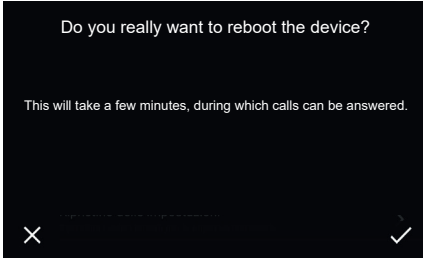 Do you really want to reboot the device?
This will take a few minutes, during which calls can be answered.